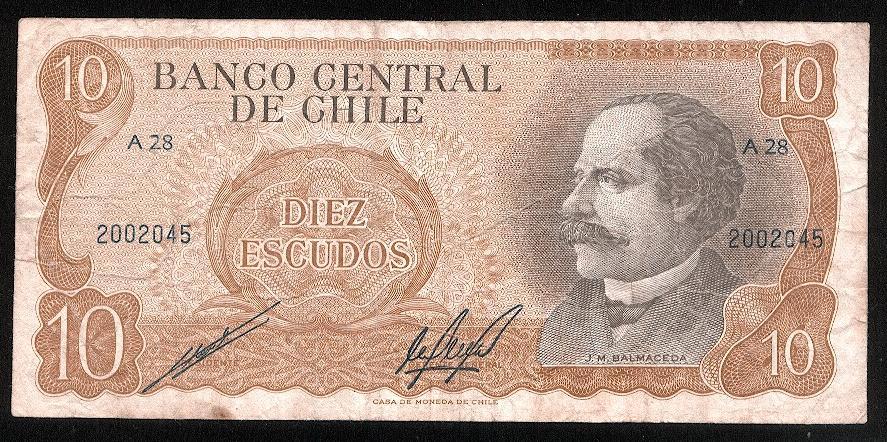 10
BANCO CENTRAL
DE CHILE
10
A 28
A 28
DIEZ
ESCUDOS
2002045
2002045
10
J. M. BALMACEDA
10
CASA DE MONEDA DE CHILE